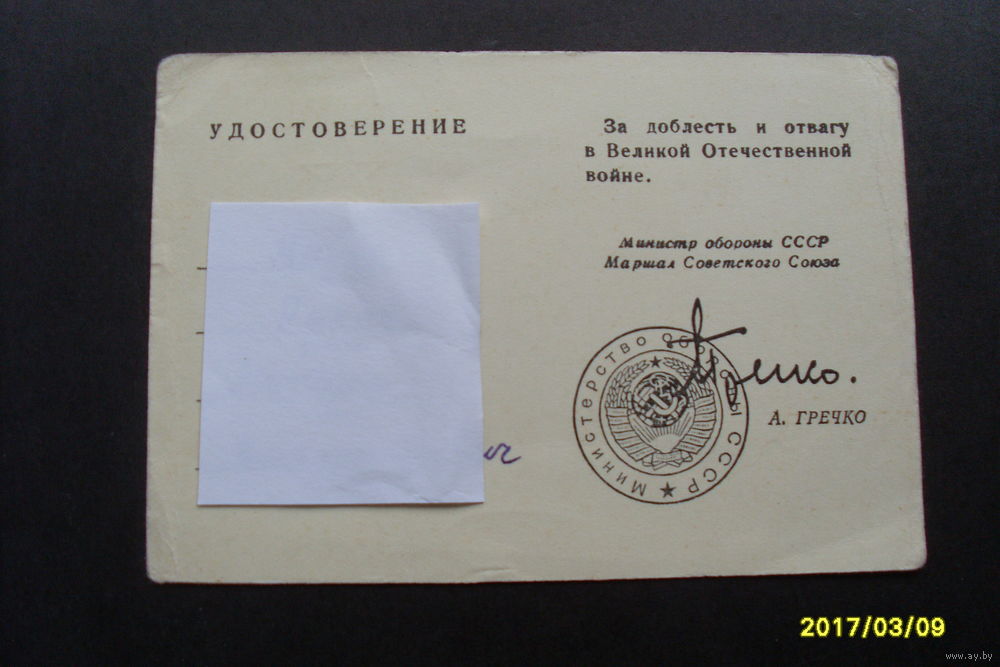 УДОСТОВЕРЕНИЕ
За доблесть и отвагу
в Великой Отечественной
войне.
Министр обороны СССР
Маршал Советского Союза
Министерство Обороны СССР
Гречко.
А. ГРЕЧКО
2017/03/09
www.ay.by